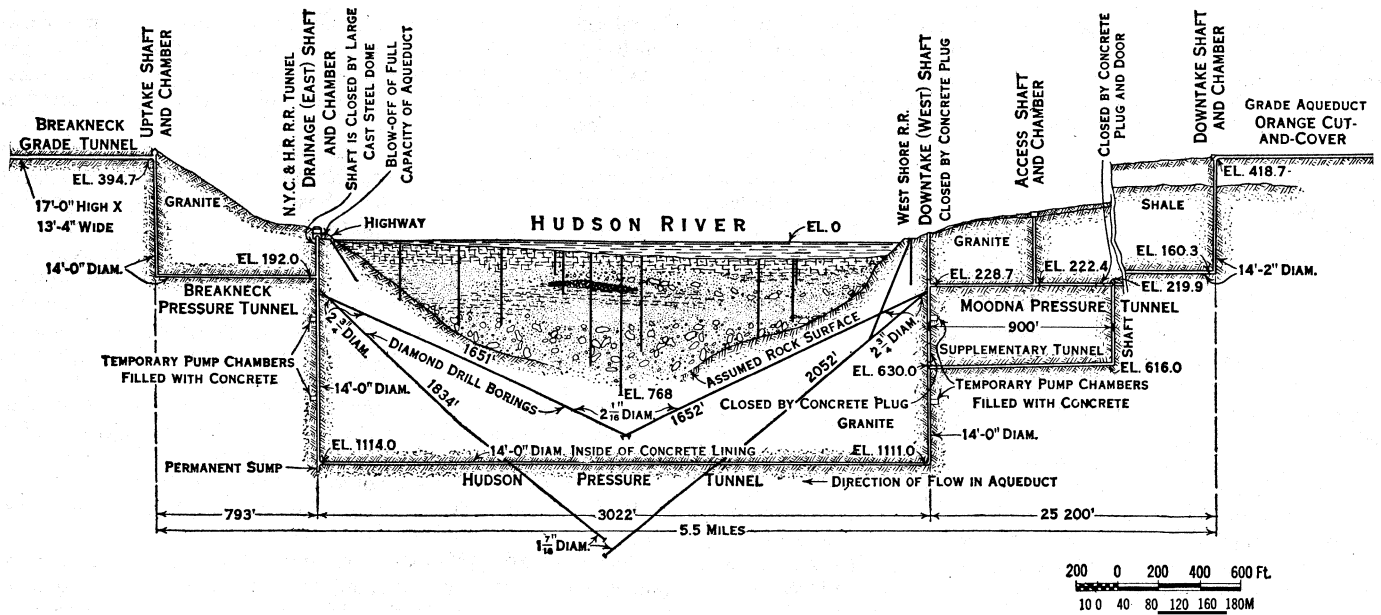 UPTAKE SHAFT
AND CHAMBER
N.Y.C. & H.R. R.R. TUNNEL
DRAINAGE (EAST) SHAFT
AND CHAMBER
SHAFT IS CLOSED BY LARGE
CAST STEEL DOME
BLOW-OFF OF FULL
CAPACITY OF AQUEDUCT
WEST SHORE R.R.
DOWNTAKE (WEST) SHAFT
CLOSED BY CONCRETE PLUG
ACCESS SHAFT
AND CHAMBER
CLOSED BY CONCRETE
PLUG AND DOOR
DOWNTAKE SHAFT
AND CHAMBER
GRADE AQUEDUCT
ORANGE CUT-
AND-COVER
BREAKNECK
GRADE TUNNEL
EL. 394.7
17'-0" HIGH X
13'-4" WIDE
GRANITE
HIGHWAY
HUDSON RIVER
EL. 0
GRANITE
SHALE
EL. 418.7
14'-0" DIAM.
EL. 192.0
BREAKNECK
PRESSURE TUNNEL
EL. 228.7
EL. 222.4
EL. 160.3
EL. 219.9
14'-2" DIAM.
MOODNA PRESSURE TUNNEL
900'
SHAFT
SUPPLEMENTARY TUNNEL
EL. 630.0
EL. 616.0
2 3/4" DIAM.
1651'
DIAMOND DRILL BORINGS
1834'
ASSUMED ROCK SURFACE
2052'
2 3/4" DIAM.
TEMPORARY PUMP CHAMBERS
FILLED WITH CONCRETE
14'-0" DIAM.
EL. 768
2 1/16" DIAM.
1652'
CLOSED BY CONCRETE PLUG
GRANITE
TEMPORARY PUMP CHAMBERS
FILLED WITH CONCRETE
14'-0" DIAM.
EL. 1114.0
14'-0" DIAM. INSIDE OF CONCRETE LINING
EL. 1111.0
PERMANENT SUMP
HUDSON PRESSURE TUNNEL
DIRECTION OF FLOW IN AQUEDUCT
793'
3022'
25 200'
5.5 MILES
1 7/16" DIAM.
200 0 200 400 600 Ft.
10 0 40 80 120 160 180M